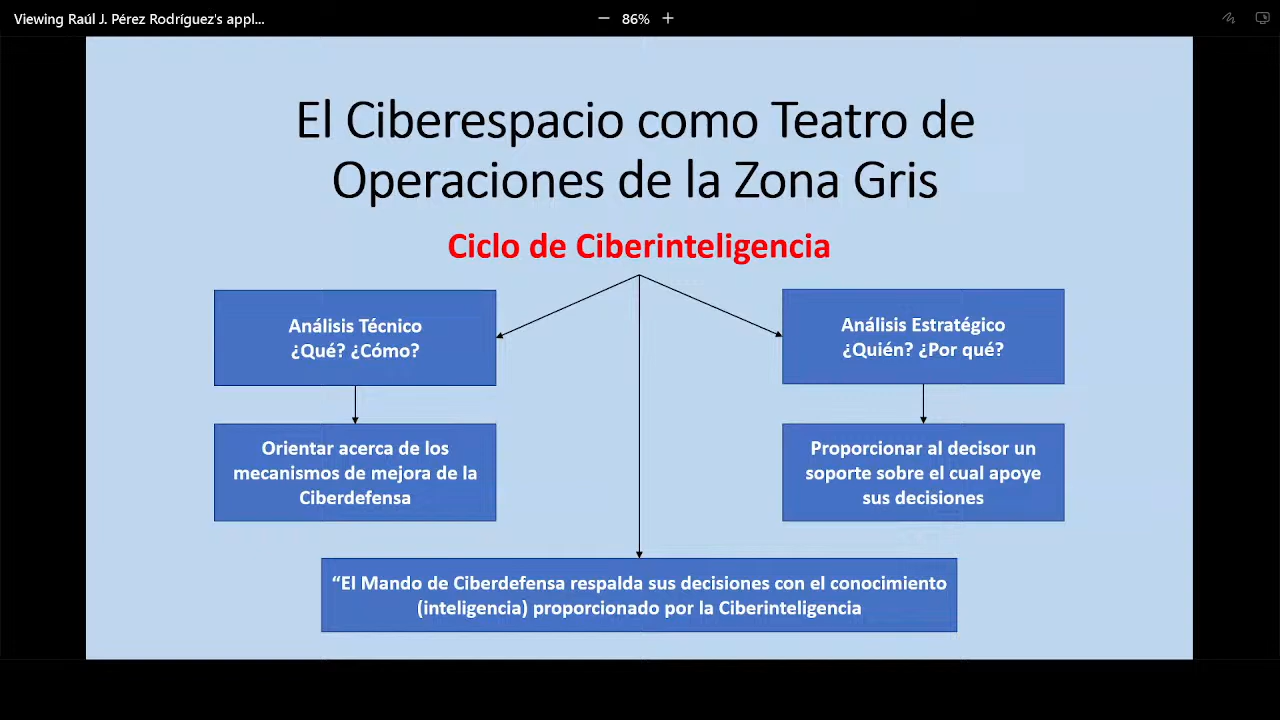 Viewing Raúl J. Pérez Rodríguez's appl...
86%
El Ciberespacio como Teatro de
Operaciones de la Zona Gris
Ciclo de Ciberinteligencia
Análisis Técnico
¿Qué? ¿Cómo?
Análisis Estratégico
¿Quién? ¿Por qué?
Orientar acerca de los
mecanismos de mejora de la
Ciberdefensa
Proporcionar al decisor un
soporte sobre el cual apoye
sus decisiones
“El Mando de Ciberdefensa respalda sus decisiones con el conocimiento
(inteligencia) proporcionado por la Ciberinteligencia